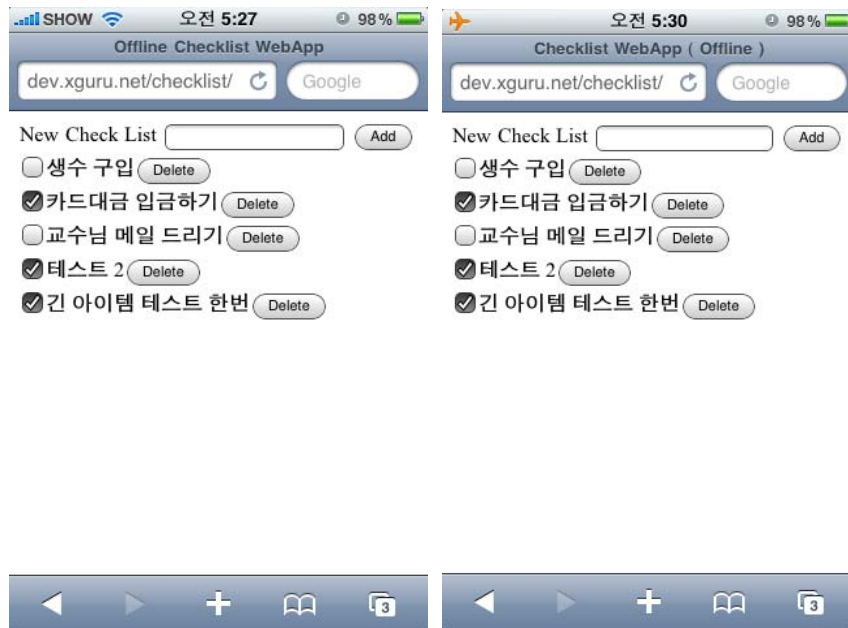 SHOW 오전 5:27 98%
Offline Checklist WebApp
dev.xguru.net/checklist/ Google
New Check List Add
생수 구입 Delete
카드대금 입금하기 Delete
교수님 메일 드리기 Delete
테스트 2 Delete
긴 아이템 테스트 한번 Delete
3
오전 5:30 98%
Checklist WebApp ( Offline )
dev.xguru.net/checklist/ Google
New Check List Add
생수 구입 Delete
카드대금 입금하기 Delete
교수님 메일 드리기 Delete
테스트 2 Delete
긴 아이템 테스트 한번 Delete
3